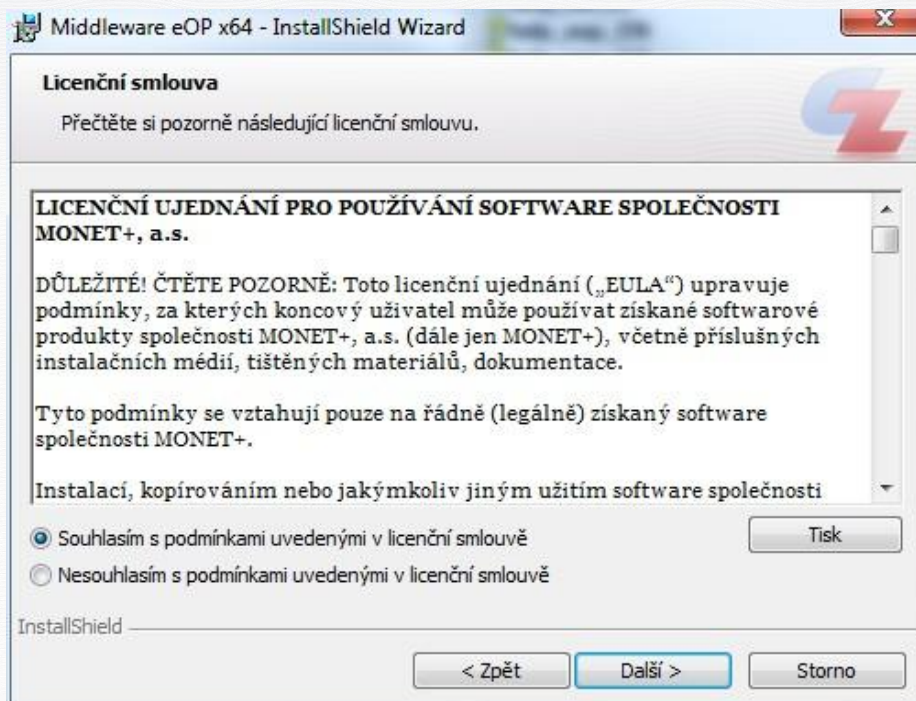 Middleware eOP x64 - InstallShield Wizard
Licenční smlouva
Přečtěte si pozorně následující licenční smlouvu.
LICENČNÍ UJEDNÁNÍ PRO POUŽÍVÁNÍ SOFTWARE SPOLEČNOSTI
MONET+, a.s.
DŮLEŽITÉ! ČTĚTE POZORNĚ: Toto licenční ujednání („EULA“) upravuje
podmínky, za kterých koncový uživatel může používat získané softwarové
produkty společnosti MONET+, a.s. (dále jen MONET+), včetně příslušných
instalačních médií, tištěných materiálů, dokumentace.
Tyto podmínky se vztahují pouze na řádně (legálně) získaný software
společnosti MONET+.
Instalací, kopírováním nebo jakýmkoliv jiným užitím software společnosti
Souhlasím s podmínkami uvedenými v licenční smlouvě
Tisk
Nesouhlasím s podmínkami uvedenými v licenční smlouvě
InstallShield
< Zpět
Další >
Storno